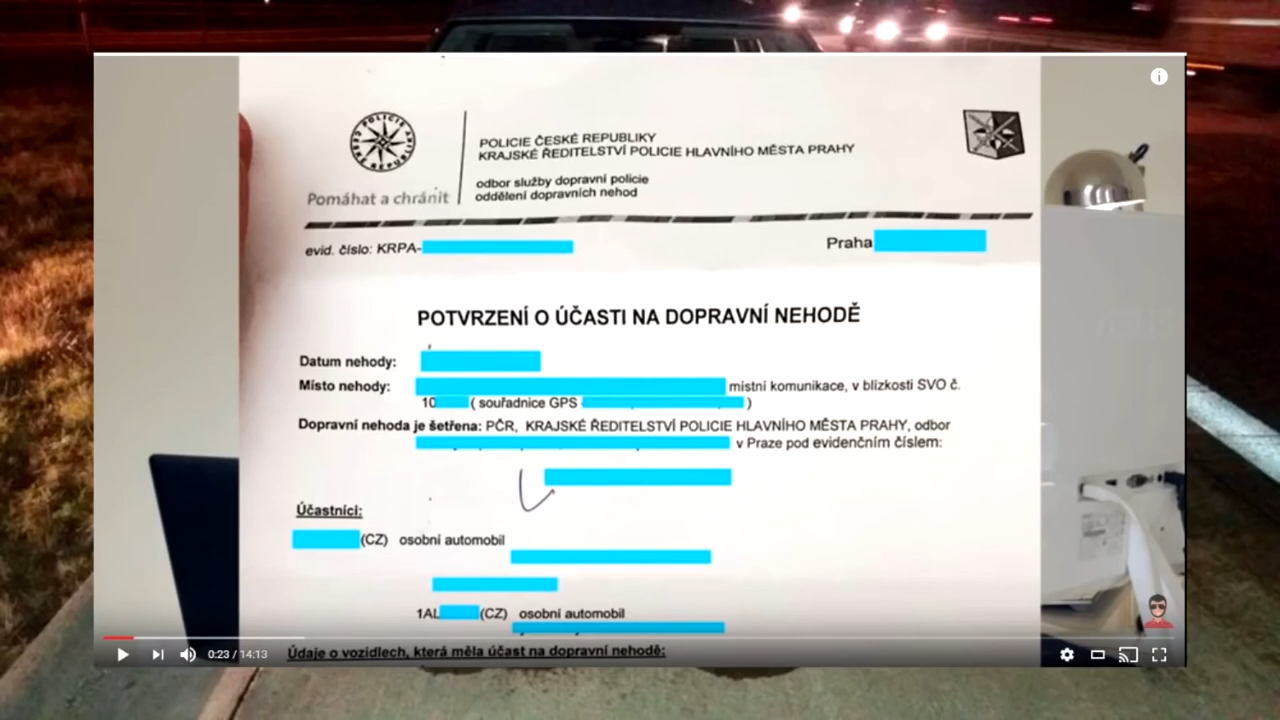 POLICIE ČESKÉ REPUBLIKY
POLICIE ČESKÉ REPUBLIKY
KRAJSKÉ ŘEDITELSTVÍ POLICIE HLAVNÍHO MĚSTA PRAHY
odbor služby dopravní policie
oddělení dopravních nehod
Pomáhat a chránit
evid. číslo: KRPA-
Praha
POTVRZENÍ O ÚČASTI NA DOPRAVNÍ NEHODĚ
Datum nehody:
Místo nehody: místní komunikace, v blízkosti SVO č.
10 ( souřadnice GPS )
Dopravní nehoda je šetřena: PČR, KRAJSKÉ ŘEDITELSTVÍ POLICIE HLAVNÍHO MĚSTA PRAHY, odbor
v Praze pod evidenčním číslem:
Účastníci:
(CZ) osobní automobil
1AL (CZ) osobní automobil
Údaje o vozidlech, která měla účast na dopravní nehodě:
0:23 / 14:13